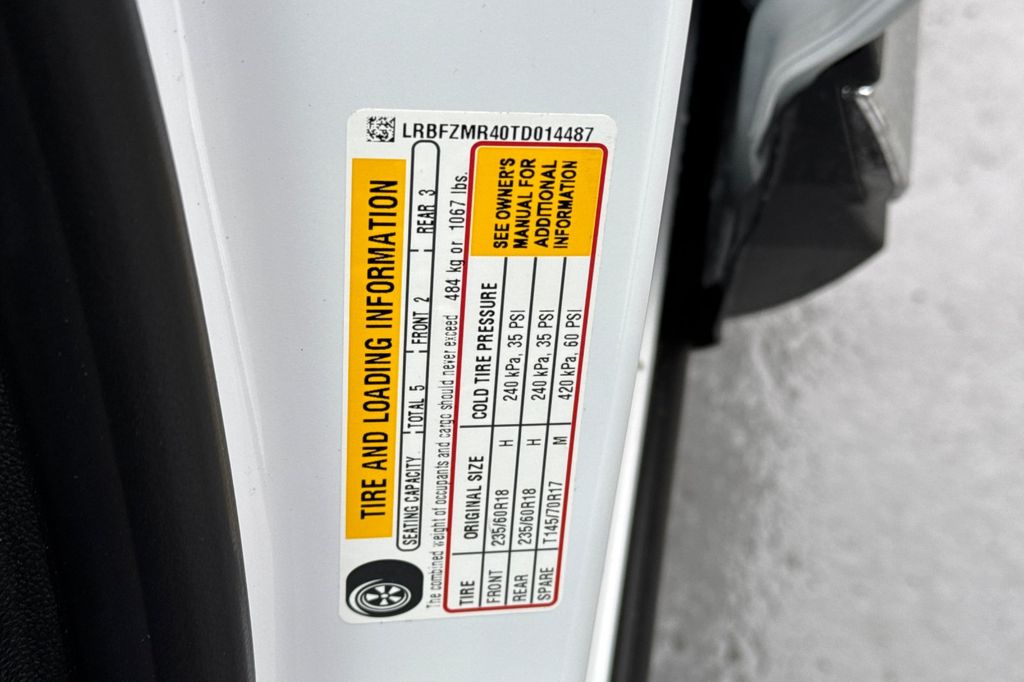 LRBFZMR40TD014487
TIRE AND LOADING INFORMATION
SEATING CAPACITY TOTAL 5 FRONT 2 REAR 3
The combined weight of occupants and cargo should never exceed 484 kg or 1067 lbs.
TIRE ORIGINAL SIZE COLD TIRE PRESSURE
FRONT 235/60R18 H 240 kPa, 35 PSI
REAR 235/60R18 H 240 kPa, 35 PSI
SPARE T145/70R17 M 420 kPa, 60 PSI
SEE OWNER'S
MANUAL FOR
ADDITIONAL
INFORMATION